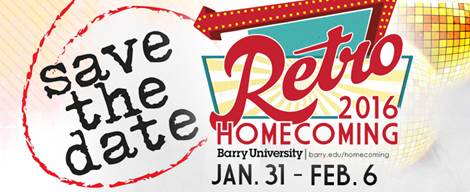 save
the
date
Retro
2016
HOMECOMING
Barry University | barry.edu/homecoming
JAN. 31 - FEB. 6